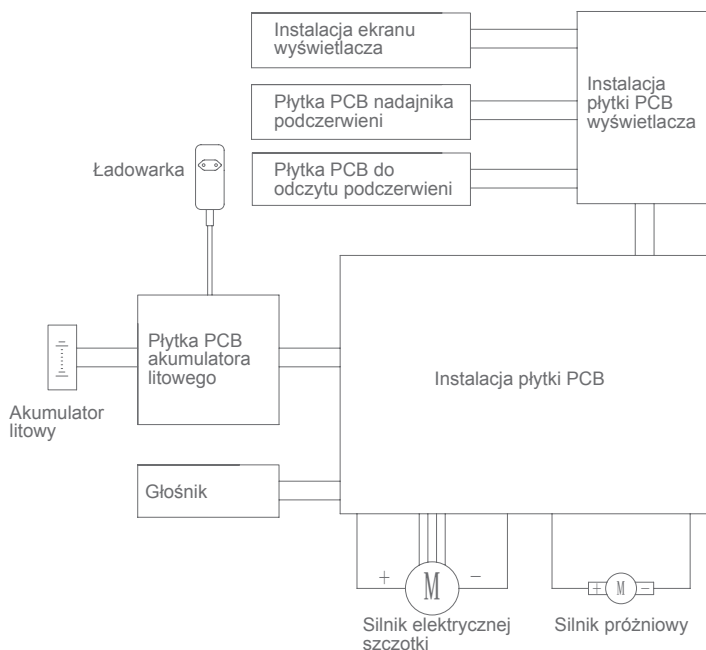 Instalacja ekranu
wyświetlacza
Płytka PCB nadajnika
podczerwieni
Płytka PCB do
odczytu podczerwieni
Instalacja
płytki PCB
wyświetlacza
Ładowarka
Płytka PCB
akumulatora
litowego
Akumulator
litowy
Instalacja płytki PCB
Głośnik
+ M -
Silnik elektrycznej
szczotki
+ M -
Silnik próżniowy